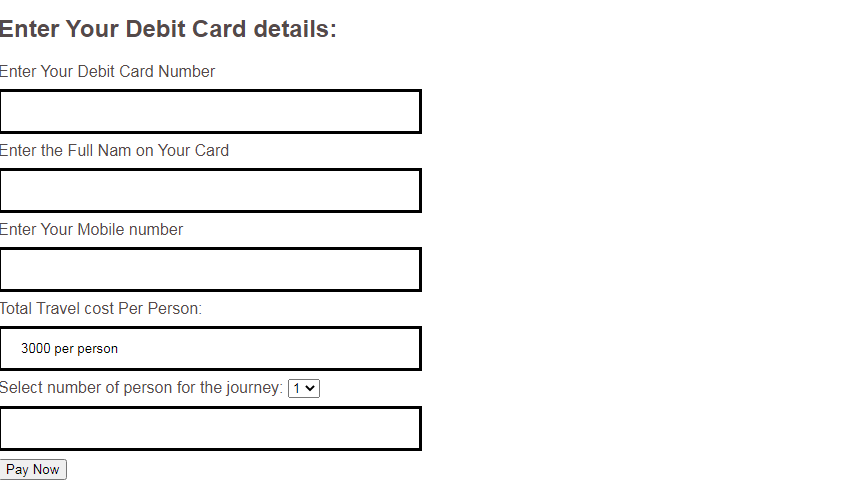 Enter Your Debit Card details:
Enter Your Debit Card Number
Enter the Full Nam on Your Card
Enter Your Mobile number
Total Travel cost Per Person:
3000 per person
Select number of person for the journey: 1
Pay Now